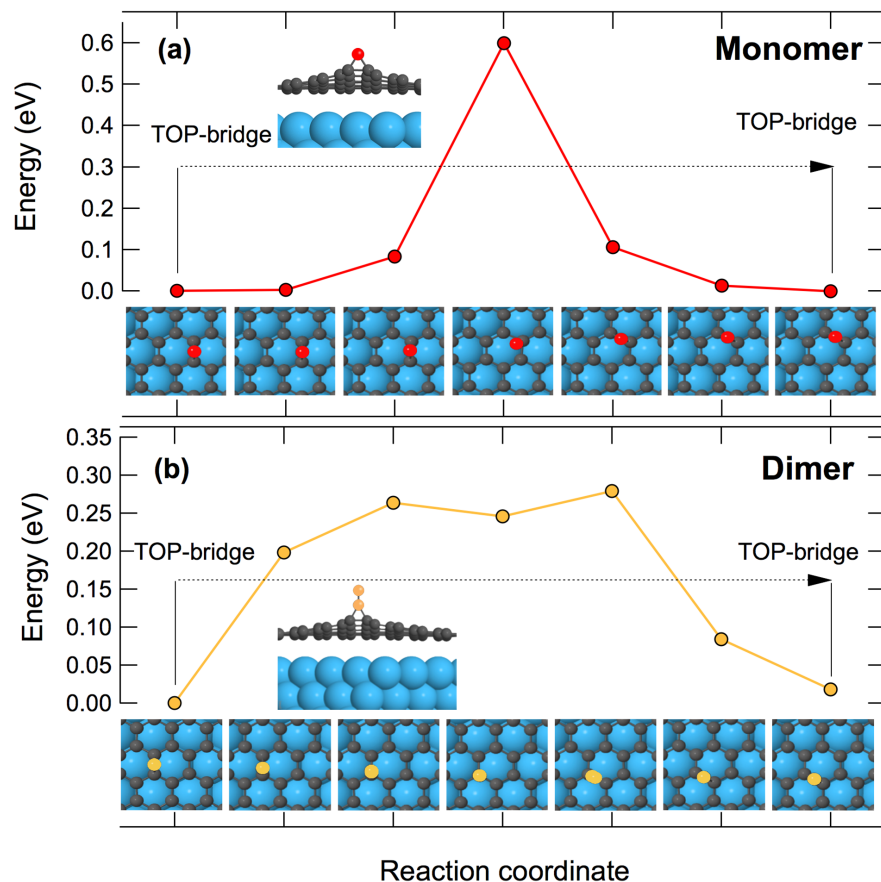 (a)
Monomer
0.6
0.5
0.4
0.3
0.2
0.1
0.0
Energy (eV)
TOP-bridge
TOP-bridge
(b)
Dimer
0.35
0.30
0.25
0.20
0.15
0.10
0.05
0.00
Energy (eV)
TOP-bridge
TOP-bridge
Reaction coordinate